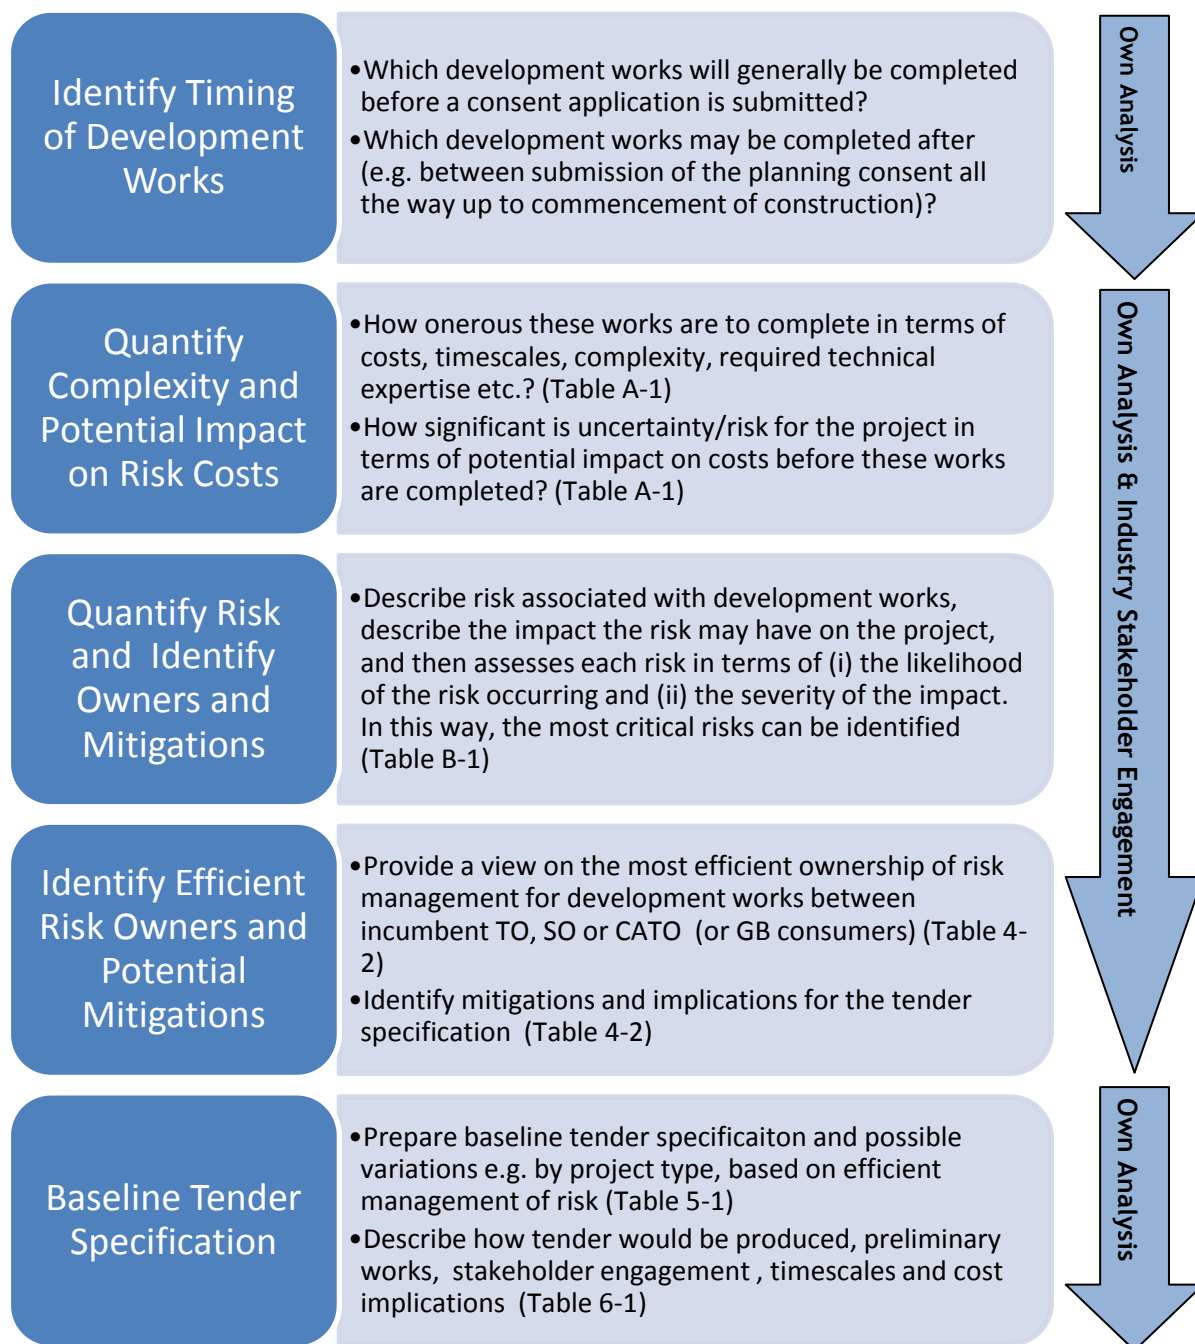 Identify Timing
of Development
Works
•Which development works will generally be completed
before a consent application is submitted?
•Which development works may be completed after
(e.g. between submission of the planning consent all
the way up to commencement of construction)?
Own Analysis
Quantify
Complexity and
Potential Impact
on Risk Costs
•How onerous these works are to complete in terms of
costs, timescales, complexity, required technical
expertise etc.? (Table A-1)
•How significant is uncertainty/risk for the project in
terms of potential impact on costs before these works
are completed? (Table A-1)
Own Analysis & Industry Stakeholder Engagement
Quantify Risk
and Identify
Owners and
Mitigations
•Describe risk associated with development works,
describe the impact the risk may have on the project,
and then assesses each risk in terms of (i) the likelihood
of the risk occurring and (ii) the severity of the impact.
In this way, the most critical risks can be identified
(Table B-1)
Identify Efficient
Risk Owners and
Potential
Mitigations
•Provide a view on the most efficient ownership of risk
management for development works between
incumbent TO, SO or CATO (or GB consumers) (Table 4-
2)
•Identify mitigations and implications for the tender
specification (Table 4-2)
Baseline Tender
Specification
•Prepare baseline tender specificaiton and possible
variations e.g. by project type, based on efficient
management of risk (Table 5-1)
•Describe how tender would be produced, preliminary
works, stakeholder engagement , timescales and cost
implications (Table 6-1)
Own Analysis